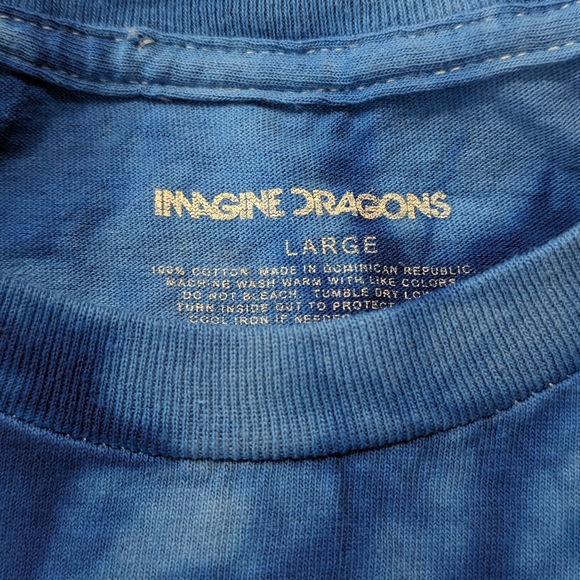 IMAGINE DRAGONS
LARGE
100% COTTON. MADE IN DOMINICAN REPUBLIC
MACHINE WASH WARM WITH LIKE COLORS
DO NOT BLEACH. TUMBLE DRY LOW
TURN INSIDE OUT TO PROTECT
COOL IRON IF NEEDED